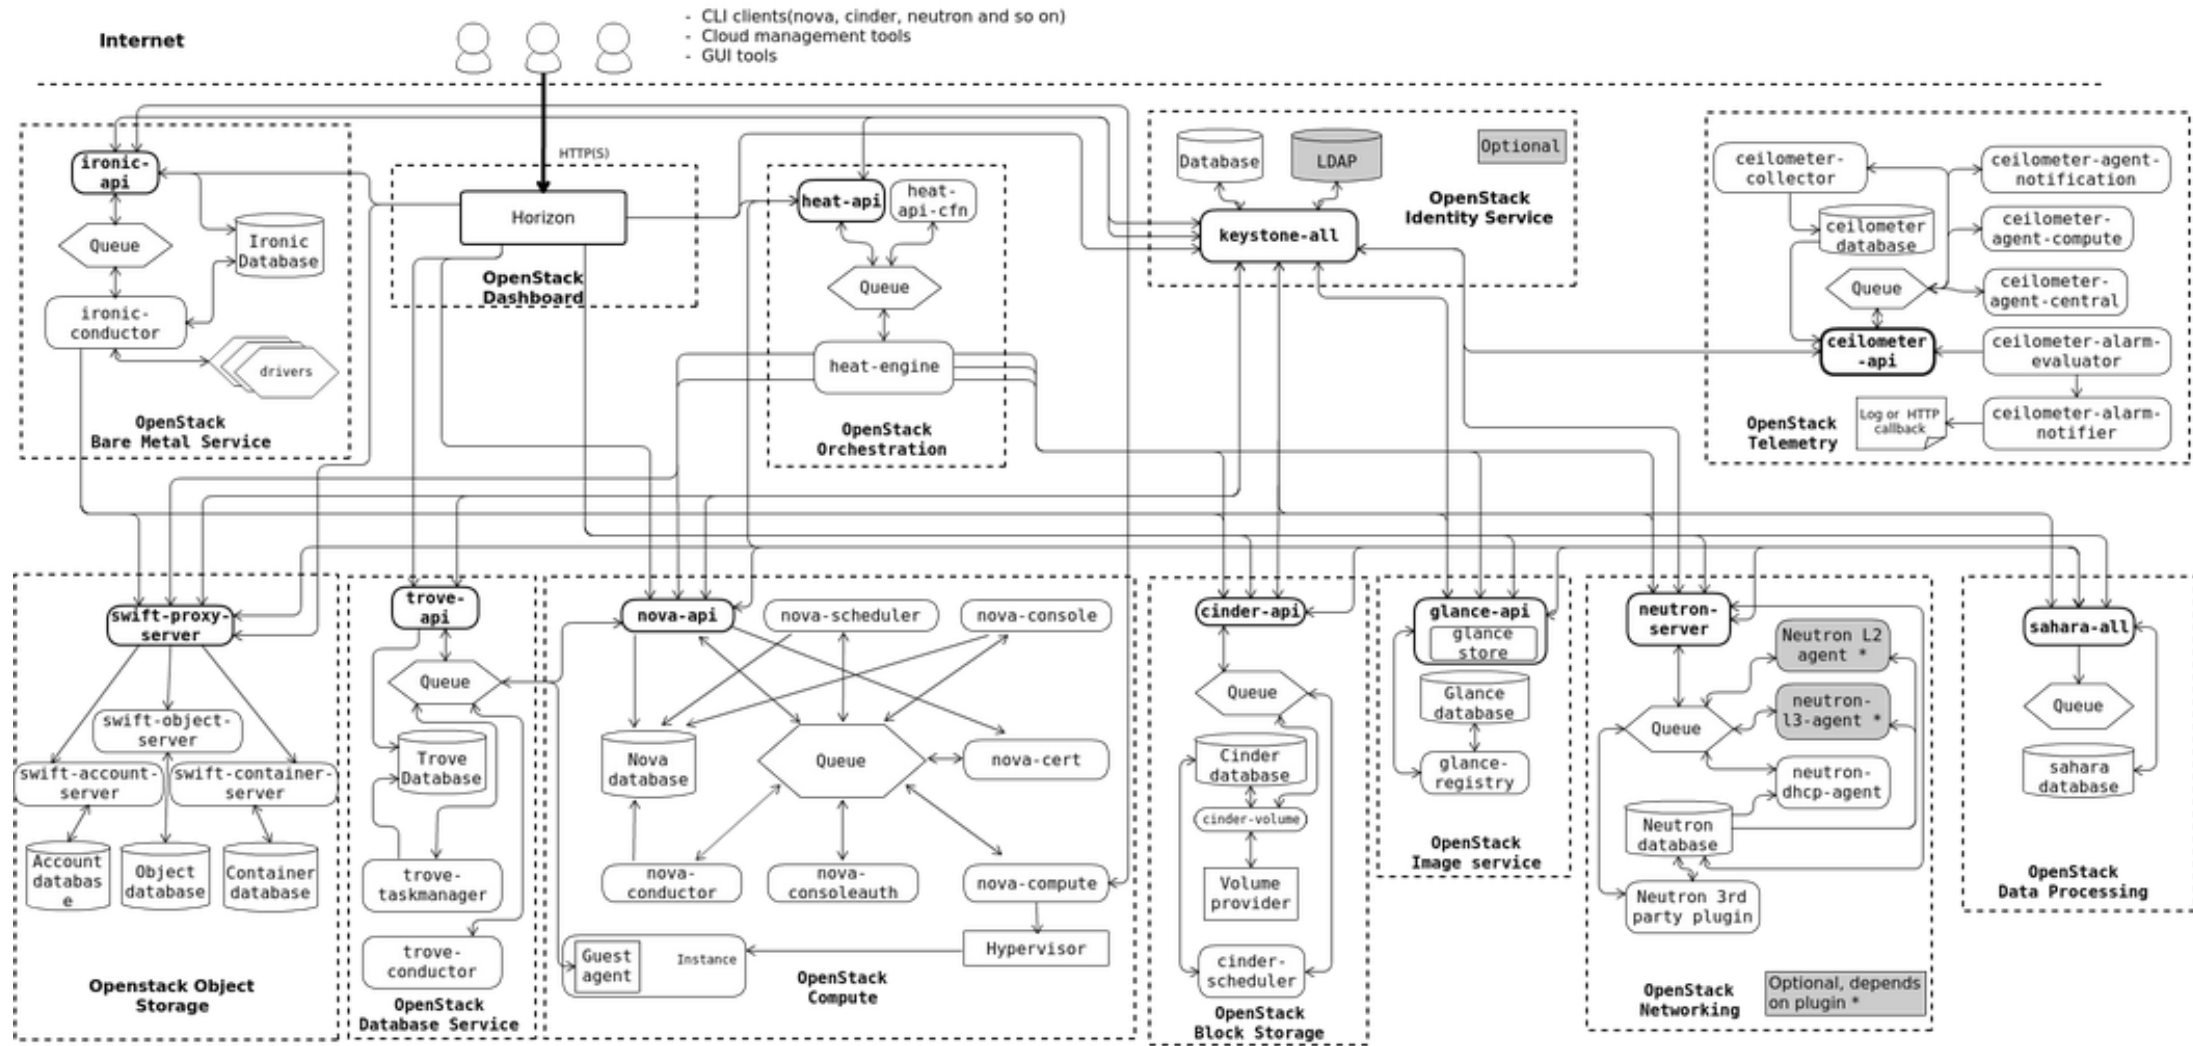 - CLI clients(nova, cinder, neutron and so on)
- Cloud management tools
- GUI tools
Internet
HTTP(S)
ironic-
api
Queue
Ironic
Database
ironic-
conductor
drivers
OpenStack
Bare Metal Service
Horizon
OpenStack
Dashboard
heat-api
heat-
api-cfn
Queue
heat-engine
OpenStack
Orchestration
Database
LDAP
Optional
OpenStack
Identity Service
keystone-all
ceilometer-
collector
ceilometer-agent-
notification
ceilometer
database
ceilometer-
agent-compute
Queue
ceilometer-
agent-central
ceilometer
-api
ceilometer-alarm-
evaluator
Log or HTTP
callback
ceilometer-alarm-
notifier
OpenStack
Telemetry
swift-proxy-
server
swift-object-
server
swift-account-
server
swift-container-
server
Account
databas
e
Object
database
Container
database
Openstack Object
Storage
trove-
api
Queue
Trove
Database
trove-
taskmanager
trove-
conductor
OpenStack
Database Service
nova-api
nova-scheduler
nova-console
Nova
database
Queue
nova-cert
nova-
conductor
nova-
consoleauth
nova-compute
Guest
agent
Instance
Hypervisor
OpenStack
Compute
cinder-api
Queue
Cinder
database
cinder-volume
Volume
provider
cinder-
scheduler
OpenStack
Block Storage
glance-api
glance
store
Glance
database
glance-
registry
OpenStack
Image service
neutron-
server
Neutron L2
agent *
neutron-
l3-agent *
Queue
neutron-
dhcp-agent
Neutron
database
Neutron 3rd
party plugin
OpenStack
Networking
Optional, depends
on plugin *
sahara-all
Queue
sahara
database
OpenStack
Data Processing